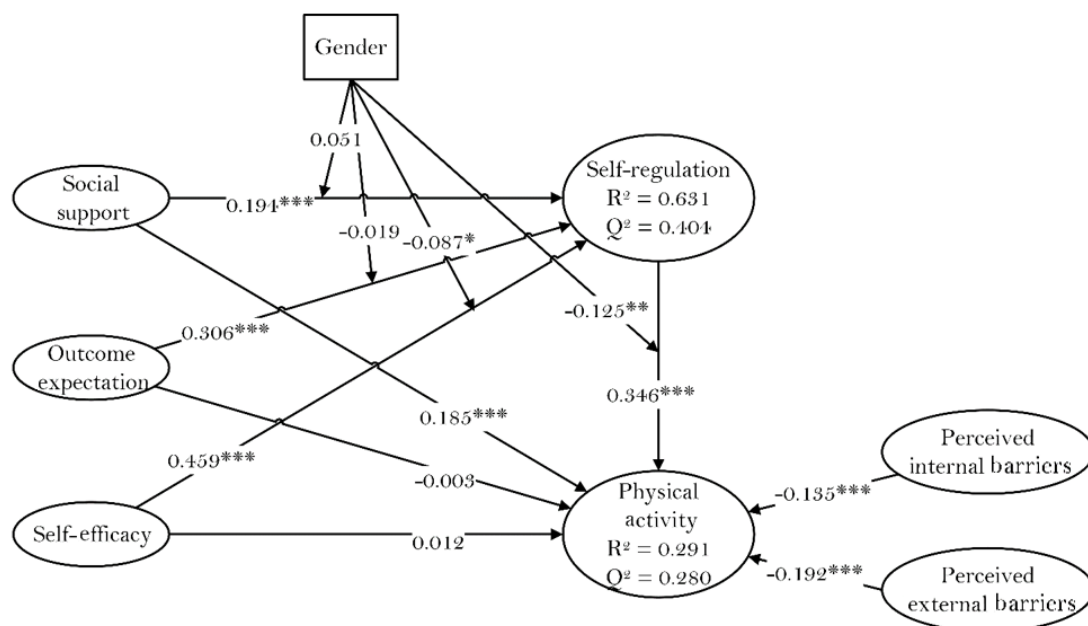 Gender
0.051
Social
support
0.194***
Self-regulation
R² = 0.631
Q² = 0.404
-0.019
-0.087*
-0.125**
0.306***
Outcome
expectation
0.346***
0.185***
Perceived
internal barriers
0.459***
-0.003
-0.135***
Self-efficacy
0.012
Physical
activity
R² = 0.291
Q² = 0.280
-0.192***
Perceived
external barriers